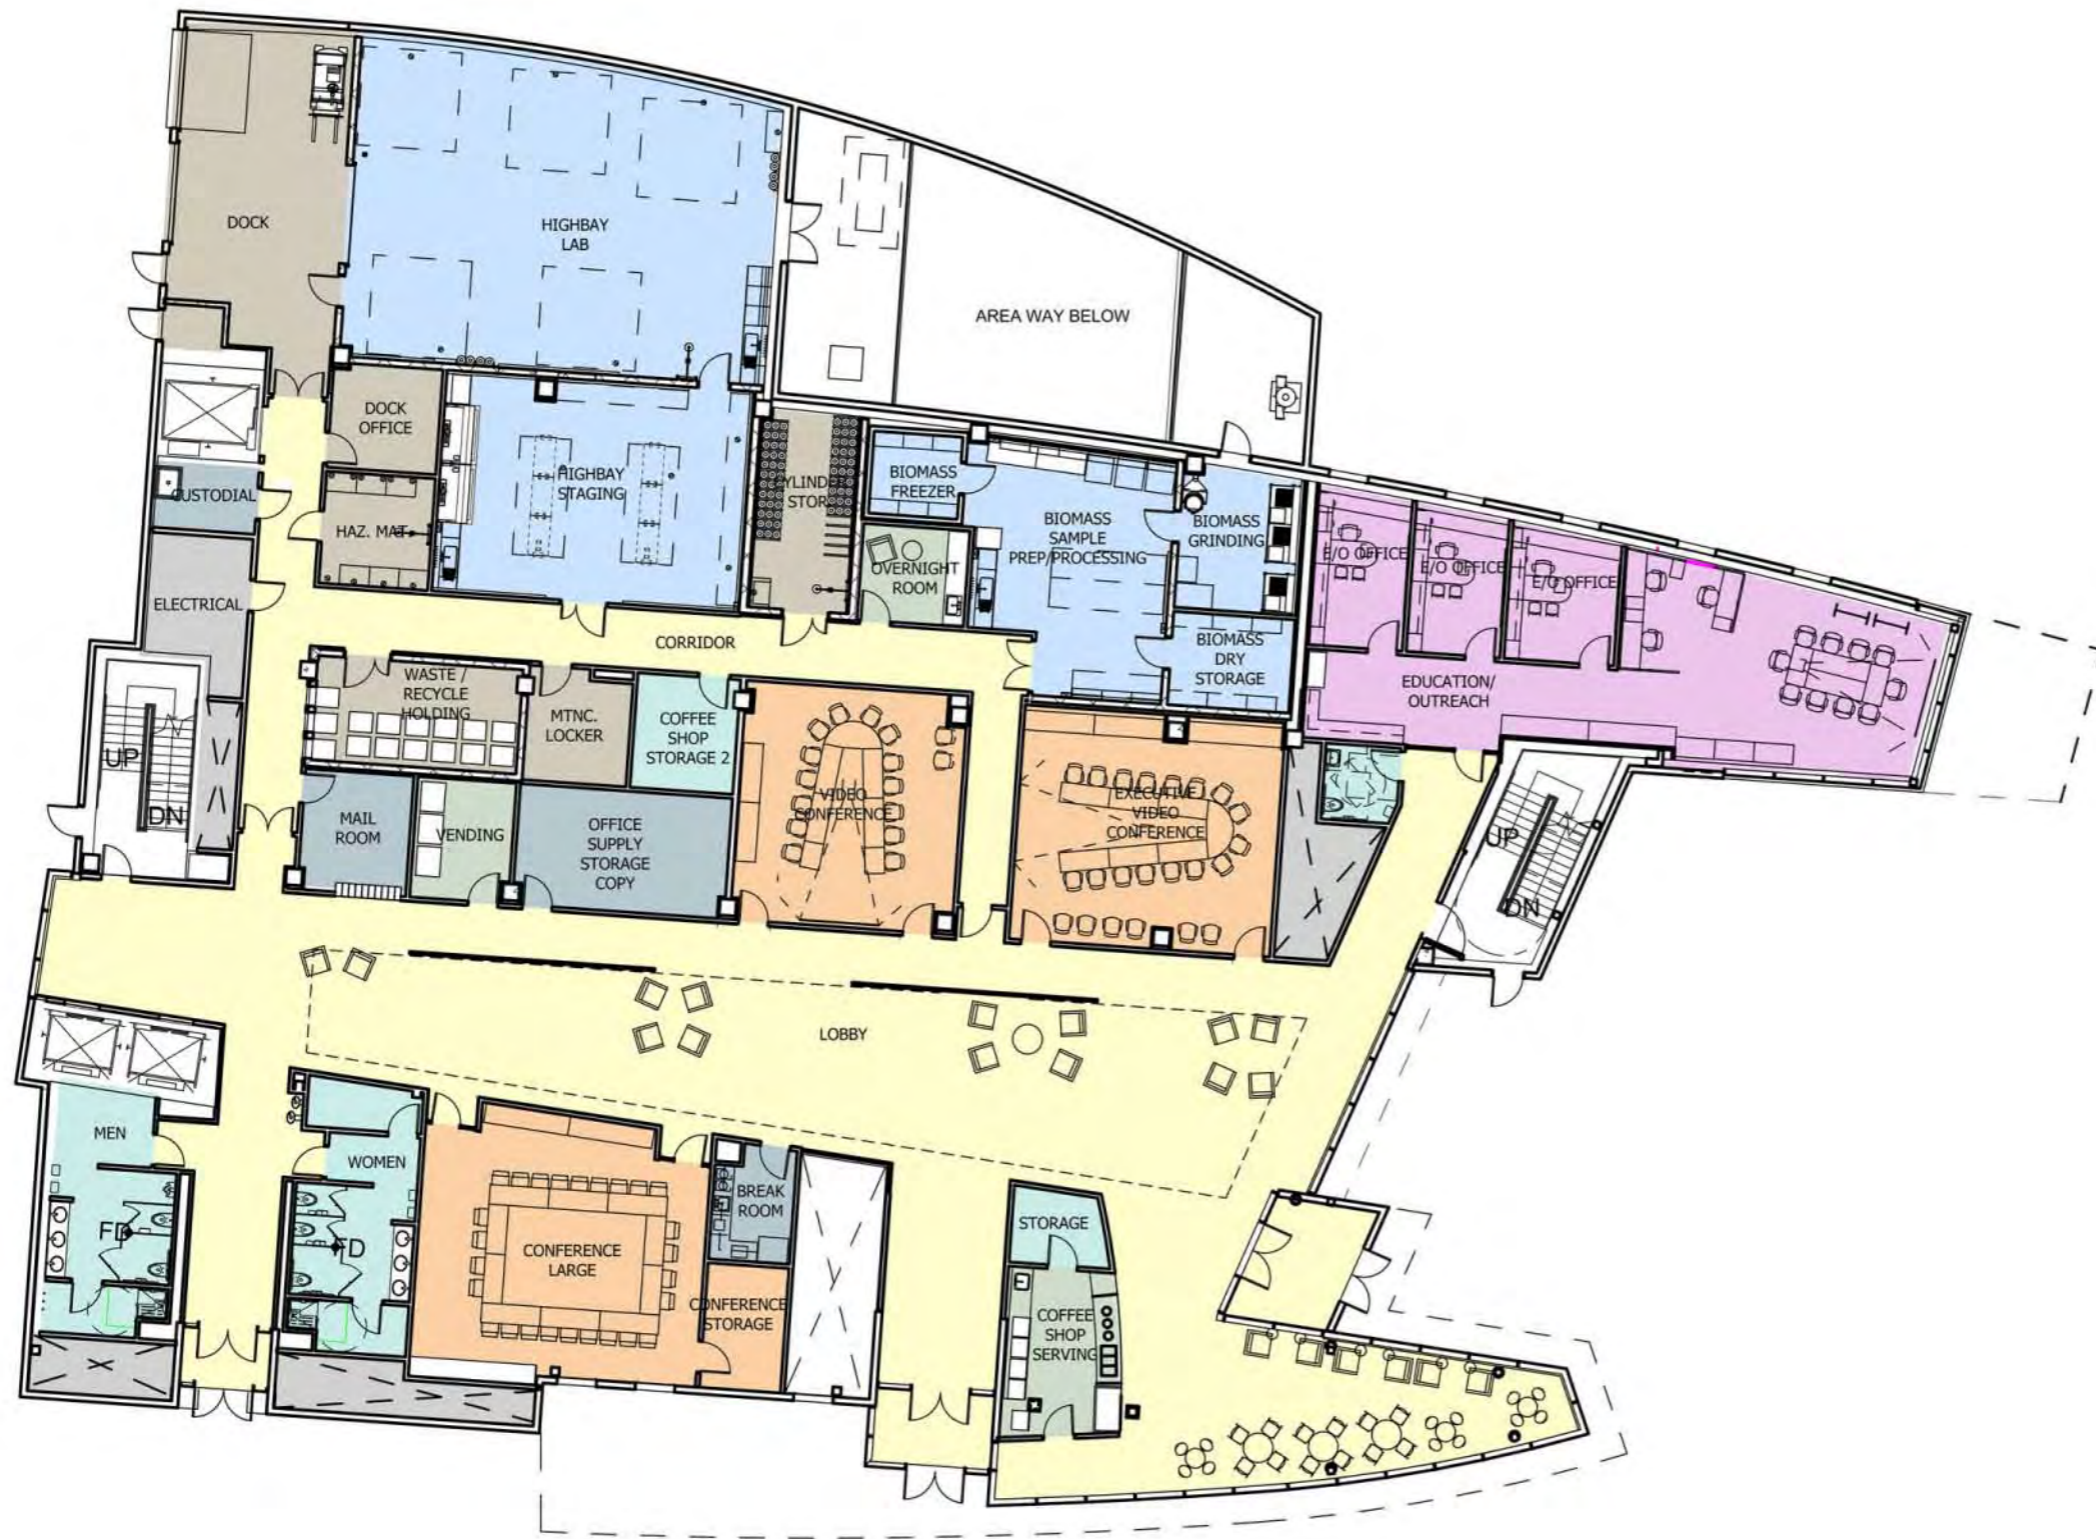 DOCK
HIGHBAY
LAB
AREA WAY BELOW
DOCK
OFFICE
HIGHBAY
STAGING
CUSTODIAL
HAZ. MAT.
STOR
BIOMASS
FREEZER
BIOMASS
SAMPLE
PREP/PROCESSING
BIOMASS
GRINDING
OVERNIGHT
ROOM
E/O OFFICE
E/O OFFICE
E/O OFFICE
ELECTRICAL
CORRIDOR
BIOMASS
DRY
STORAGE
EDUCATION/
OUTREACH
WASTE /
RECYCLE
HOLDING
MTNC.
LOCKER
COFFEE
SHOP
STORAGE 2
UP
DN
MAIL
ROOM
VENDING
OFFICE
SUPPLY
STORAGE
COPY
VIDEO
CONFERENCE
EXECUTIVE
VIDEO
CONFERENCE
UP
DN
LOBBY
MEN
WOMEN
FD
FD
CONFERENCE
LARGE
BREAK
ROOM
CONFERENCE
STORAGE
STORAGE
COFFEE
SHOP
SERVING